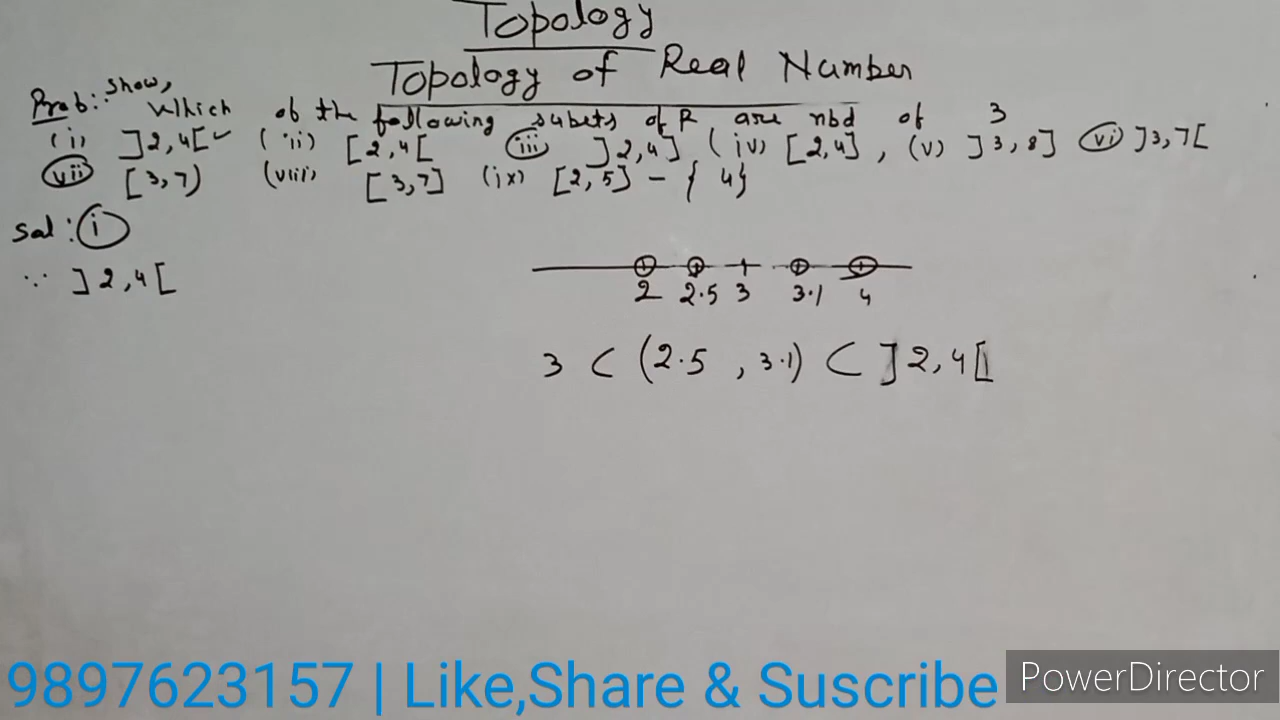 Topology
Topology of Real Number
Prob: Show, Which of the following subets of R are nbd of 3
(i) ]2,4[ ✓ (ii) [2,4[ (iii) ]2,4] (iv) [2,4] , (v) ]3,8] (vi) ]3,7[
(vii) [3,7) (viii) [3,7] (ix) [2,5] - {4}
Sol: (i)
∵ ]2,4[
2 2.5 3 3.1 4
3 ⊂ (2.5 , 3.1) ⊂ ]2,4[
9897623157 | Like,Share & Suscribe
PowerDirector